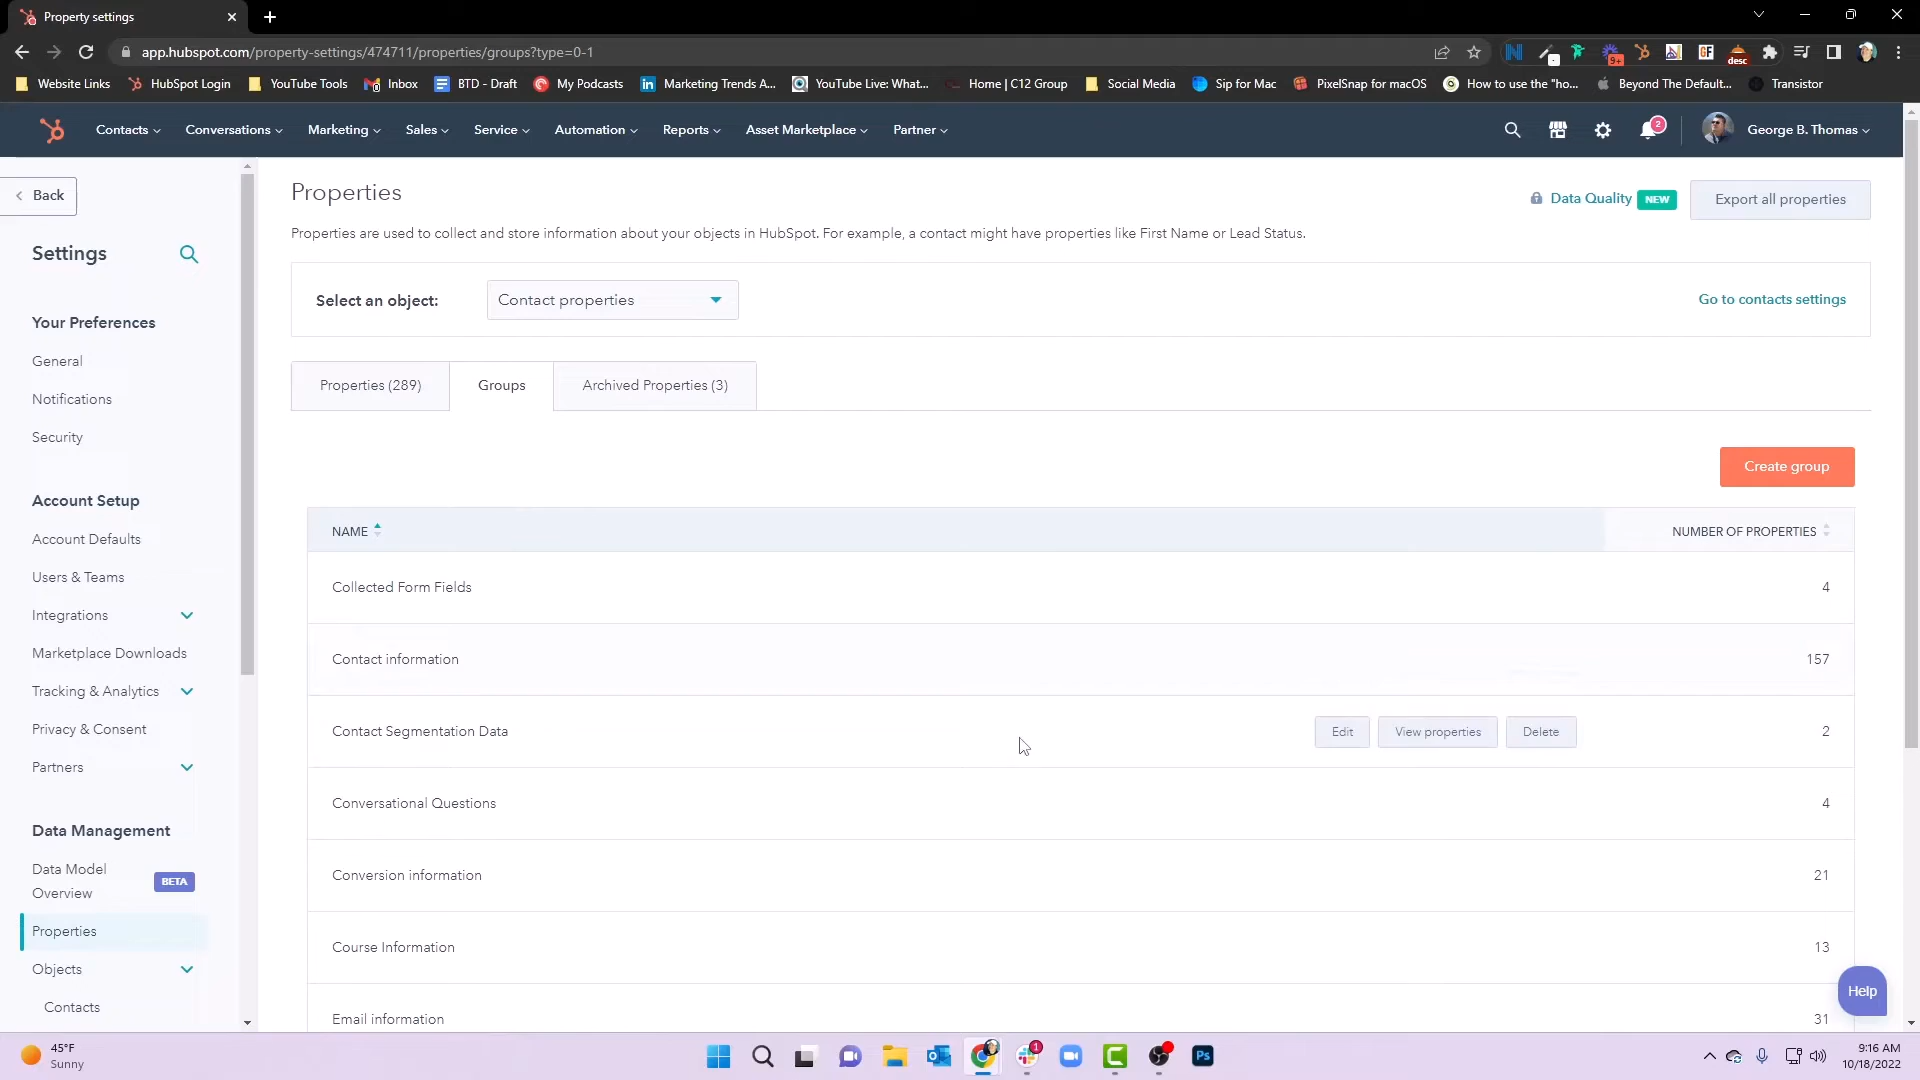 Property settings
app.hubspot.com/property-settings/474711/properties/groups?type=0-1
9+
desc
Website Links
HubSpot Login
YouTube Tools
Inbox
BTD - Draft
My Podcasts
Marketing Trends A...
YouTube Live: What...
Home | C12 Group
Social Media
Sip for Mac
PixelSnap for macOS
How to use the "ho...
Beyond The Default...
Transistor
Contacts
Conversations
Marketing
Sales
Service
Automation
Reports
Asset Marketplace
Partner
2
George B. Thomas
Back
Settings
Your Preferences
General
Notifications
Security
Account Setup
Account Defaults
Users & Teams
Integrations
Marketplace Downloads
Tracking & Analytics
Privacy & Consent
Partners
Data Management
Data Model
Overview
BETA
Properties
Objects
Contacts
Properties
Data Quality NEW
Export all properties
Properties are used to collect and store information about your objects in HubSpot. For example, a contact might have properties like First Name or Lead Status.
Select an object:
Contact properties
Go to contacts settings
Properties (289)
Groups
Archived Properties (3)
Create group
NAME
NUMBER OF PROPERTIES
Collected Form Fields
4
Contact information
157
Contact Segmentation Data
Edit
View properties
Delete
2
Conversational Questions
4
Conversion information
21
Course Information
13
Email information
31
Help
45°F
Sunny
1
Ps
9:16 AM
10/18/2022